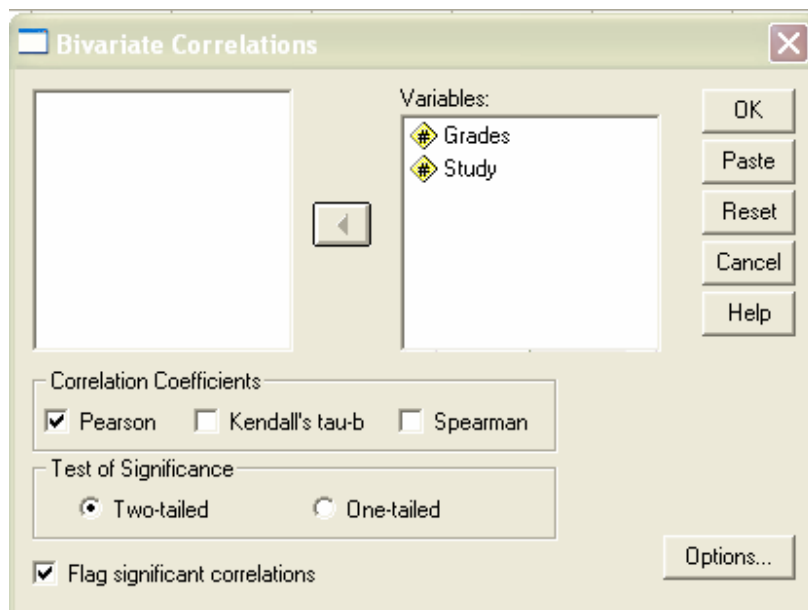 Bivariate Correlations
Variables:
# Grades
# Study
OK
Paste
Reset
Cancel
Help
Correlation Coefficients
Pearson Kendall's tau-b Spearman
Test of Significance
Two-tailed One-tailed
Flag significant correlations
Options...